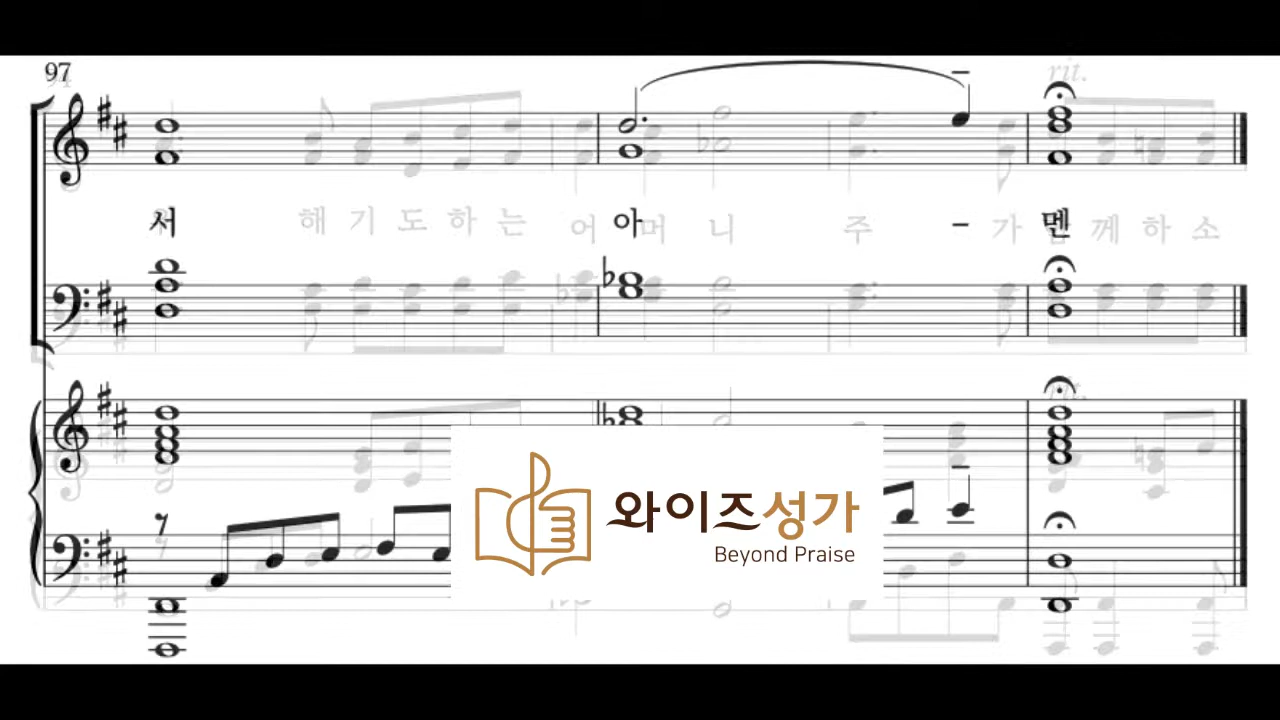 97
rit.
서 아 - 멘
해 기 도 하 는 어 머 니 주 가 함 께 하 소
와이즈성가
Beyond Praise